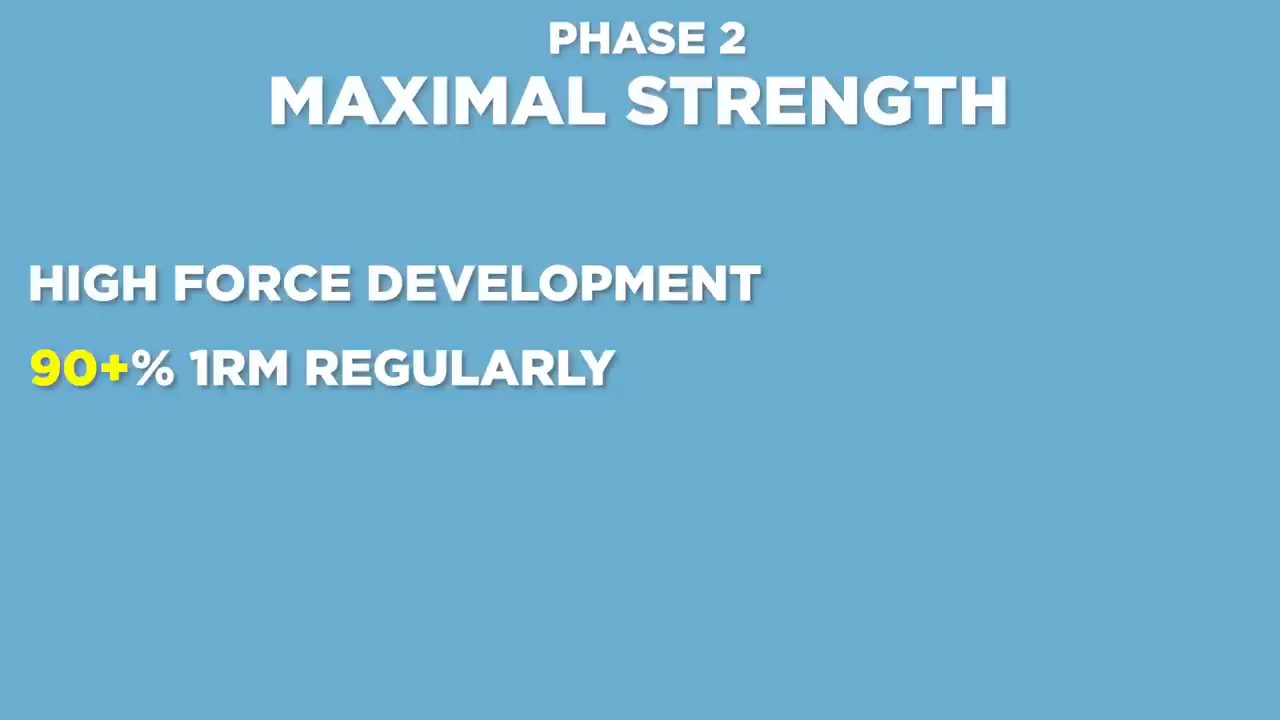 PHASE 2
MAXIMAL STRENGTH
HIGH FORCE DEVELOPMENT
90+% 1RM REGULARLY